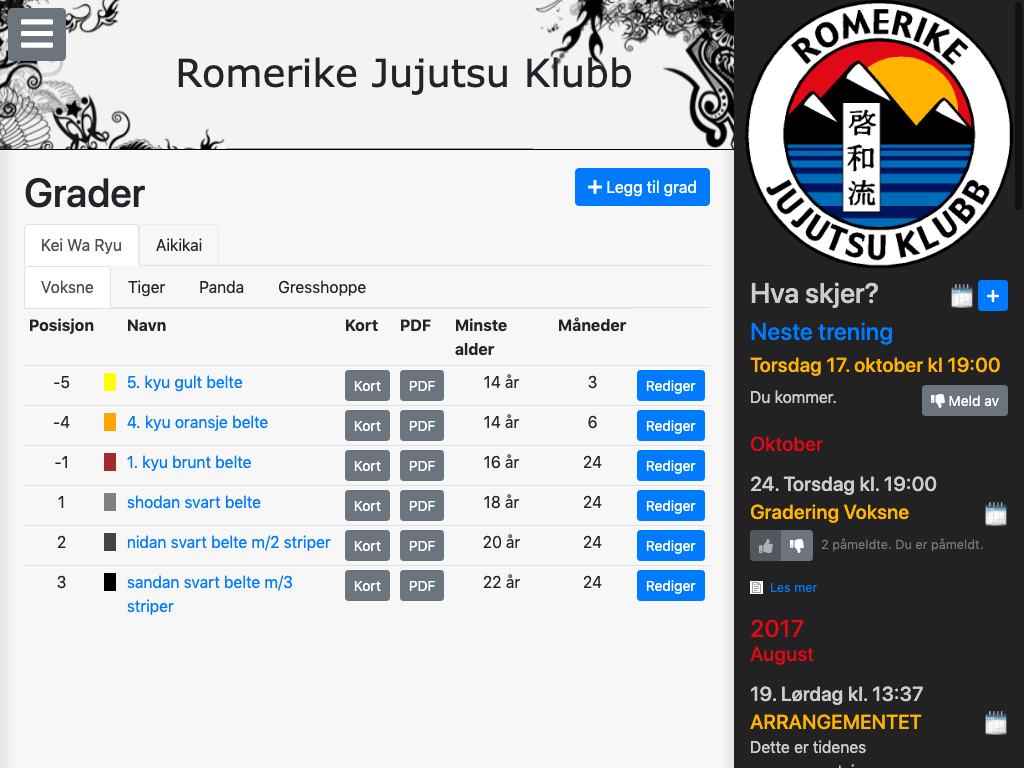 Romerike Jujutsu Klubb
Grader
Legg til grad
Kei Wa Ryu
Aikikai
Voksne
Tiger
Panda
Gresshoppe
Posisjon Navn Kort PDF Minste alder Måneder
-5 5. kyu gult belte Kort PDF 14 år 3 Rediger
-4 4. kyu oransje belte Kort PDF 14 år 6 Rediger
-1 1. kyu brunt belte Kort PDF 16 år 24 Rediger
1 shodan svart belte Kort PDF 18 år 24 Rediger
2 nidan svart belte m/2 striper Kort PDF 20 år 24 Rediger
3 sandan svart belte m/3 Kort PDF 22 år 24 Rediger
striper
ROMERIKE
啓和流
JUJUTSU KLUBB
Hva skjer?
Neste trening
Torsdag 17. oktober kl 19:00
Du kommer.
Meld av
Oktober
24. Torsdag kl. 19:00
Gradering Voksne
2 påmeldte. Du er påmeldt.
Les mer
2017
August
19. Lørdag kl. 13:37
ARRANGEMENTET
Dette er tidenes